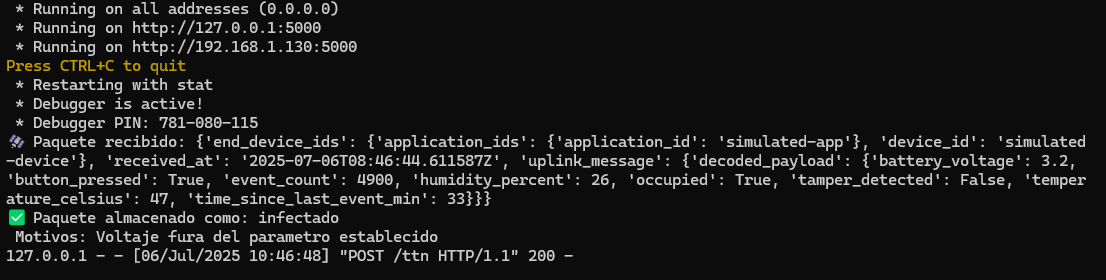 * Running on all addresses (0.0.0.0)
* Running on http://127.0.0.1:5000
* Running on http://192.168.1.130:5000
Press CTRL+C to quit
* Restarting with stat
* Debugger is active!
* Debugger PIN: 781-080-115
🛰️ Paquete recibido: {'end_device_ids': {'application_ids': {'application_id': 'simulated-app'}, 'device_id': 'simulated
-device'}, 'received_at': '2025-07-06T08:46:44.611587Z', 'uplink_message': {'decoded_payload': {'battery_voltage': 3.2,
'button_pressed': True, 'event_count': 4900, 'humidity_percent': 26, 'occupied': True, 'tamper_detected': False, 'temper
ature_celsius': 47, 'time_since_last_event_min': 33}}}
✅ Paquete almacenado como: infectado
Motivos: Voltaje fura del parametro establecido
127.0.0.1 - - [06/Jul/2025 10:46:48] "POST /ttn HTTP/1.1" 200 -